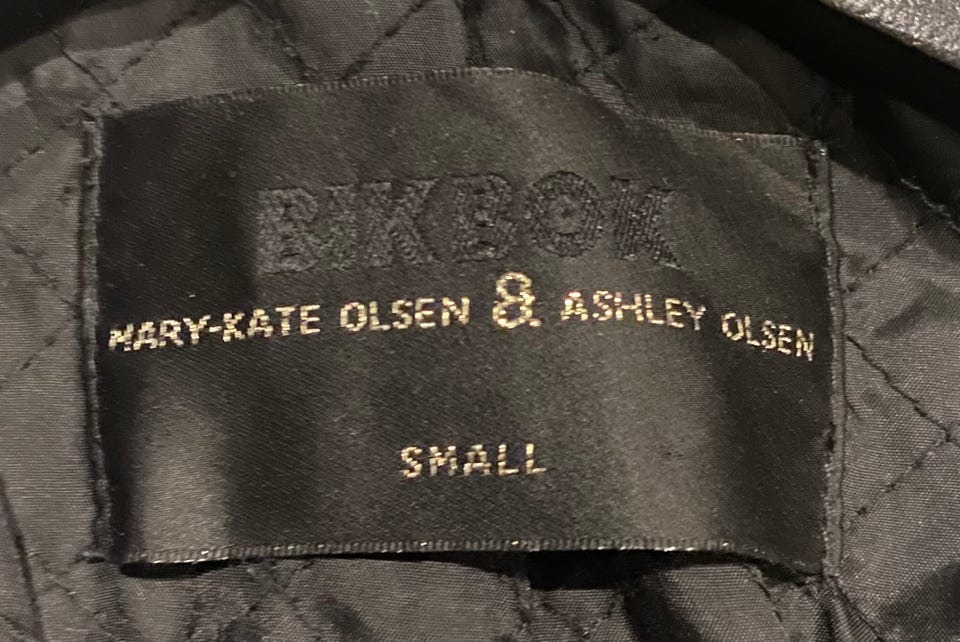 BIKBOK
MARY-KATE OLSEN & ASHLEY OLSEN
SMALL